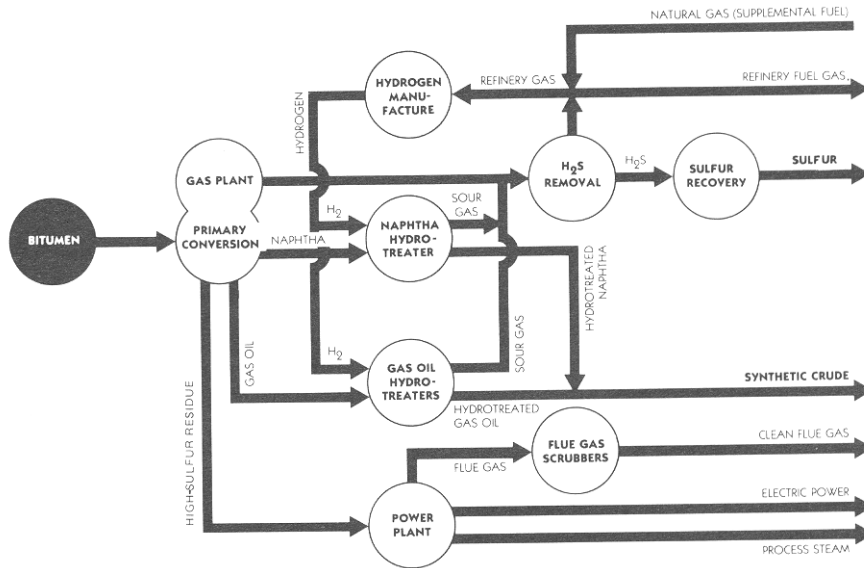 NATURAL GAS (SUPPLEMENTAL FUEL)
HYDROGEN
MANU-
FACTURE
REFINERY GAS
REFINERY FUEL GAS
HYDROGEN
GAS PLANT
H₂S
REMOVAL
H₂S
SULFUR
RECOVERY
SULFUR
BITUMEN
PRIMARY
CONVERSION
NAPHTHA
H₂
NAPHTHA
HYDRO-
TREATER
SOUR
GAS
HYDROTREATED
NAPHTHA
SOUR GAS
GAS OIL
H₂
GAS OIL
HYDRO-
TREATERS
HYDROTREATED
GAS OIL
SYNTHETIC CRUDE
HIGH-SULFUR RESIDUE
FLUE GAS
FLUE GAS
SCRUBBERS
CLEAN FLUE GAS
POWER
PLANT
ELECTRIC POWER
PROCESS STEAM